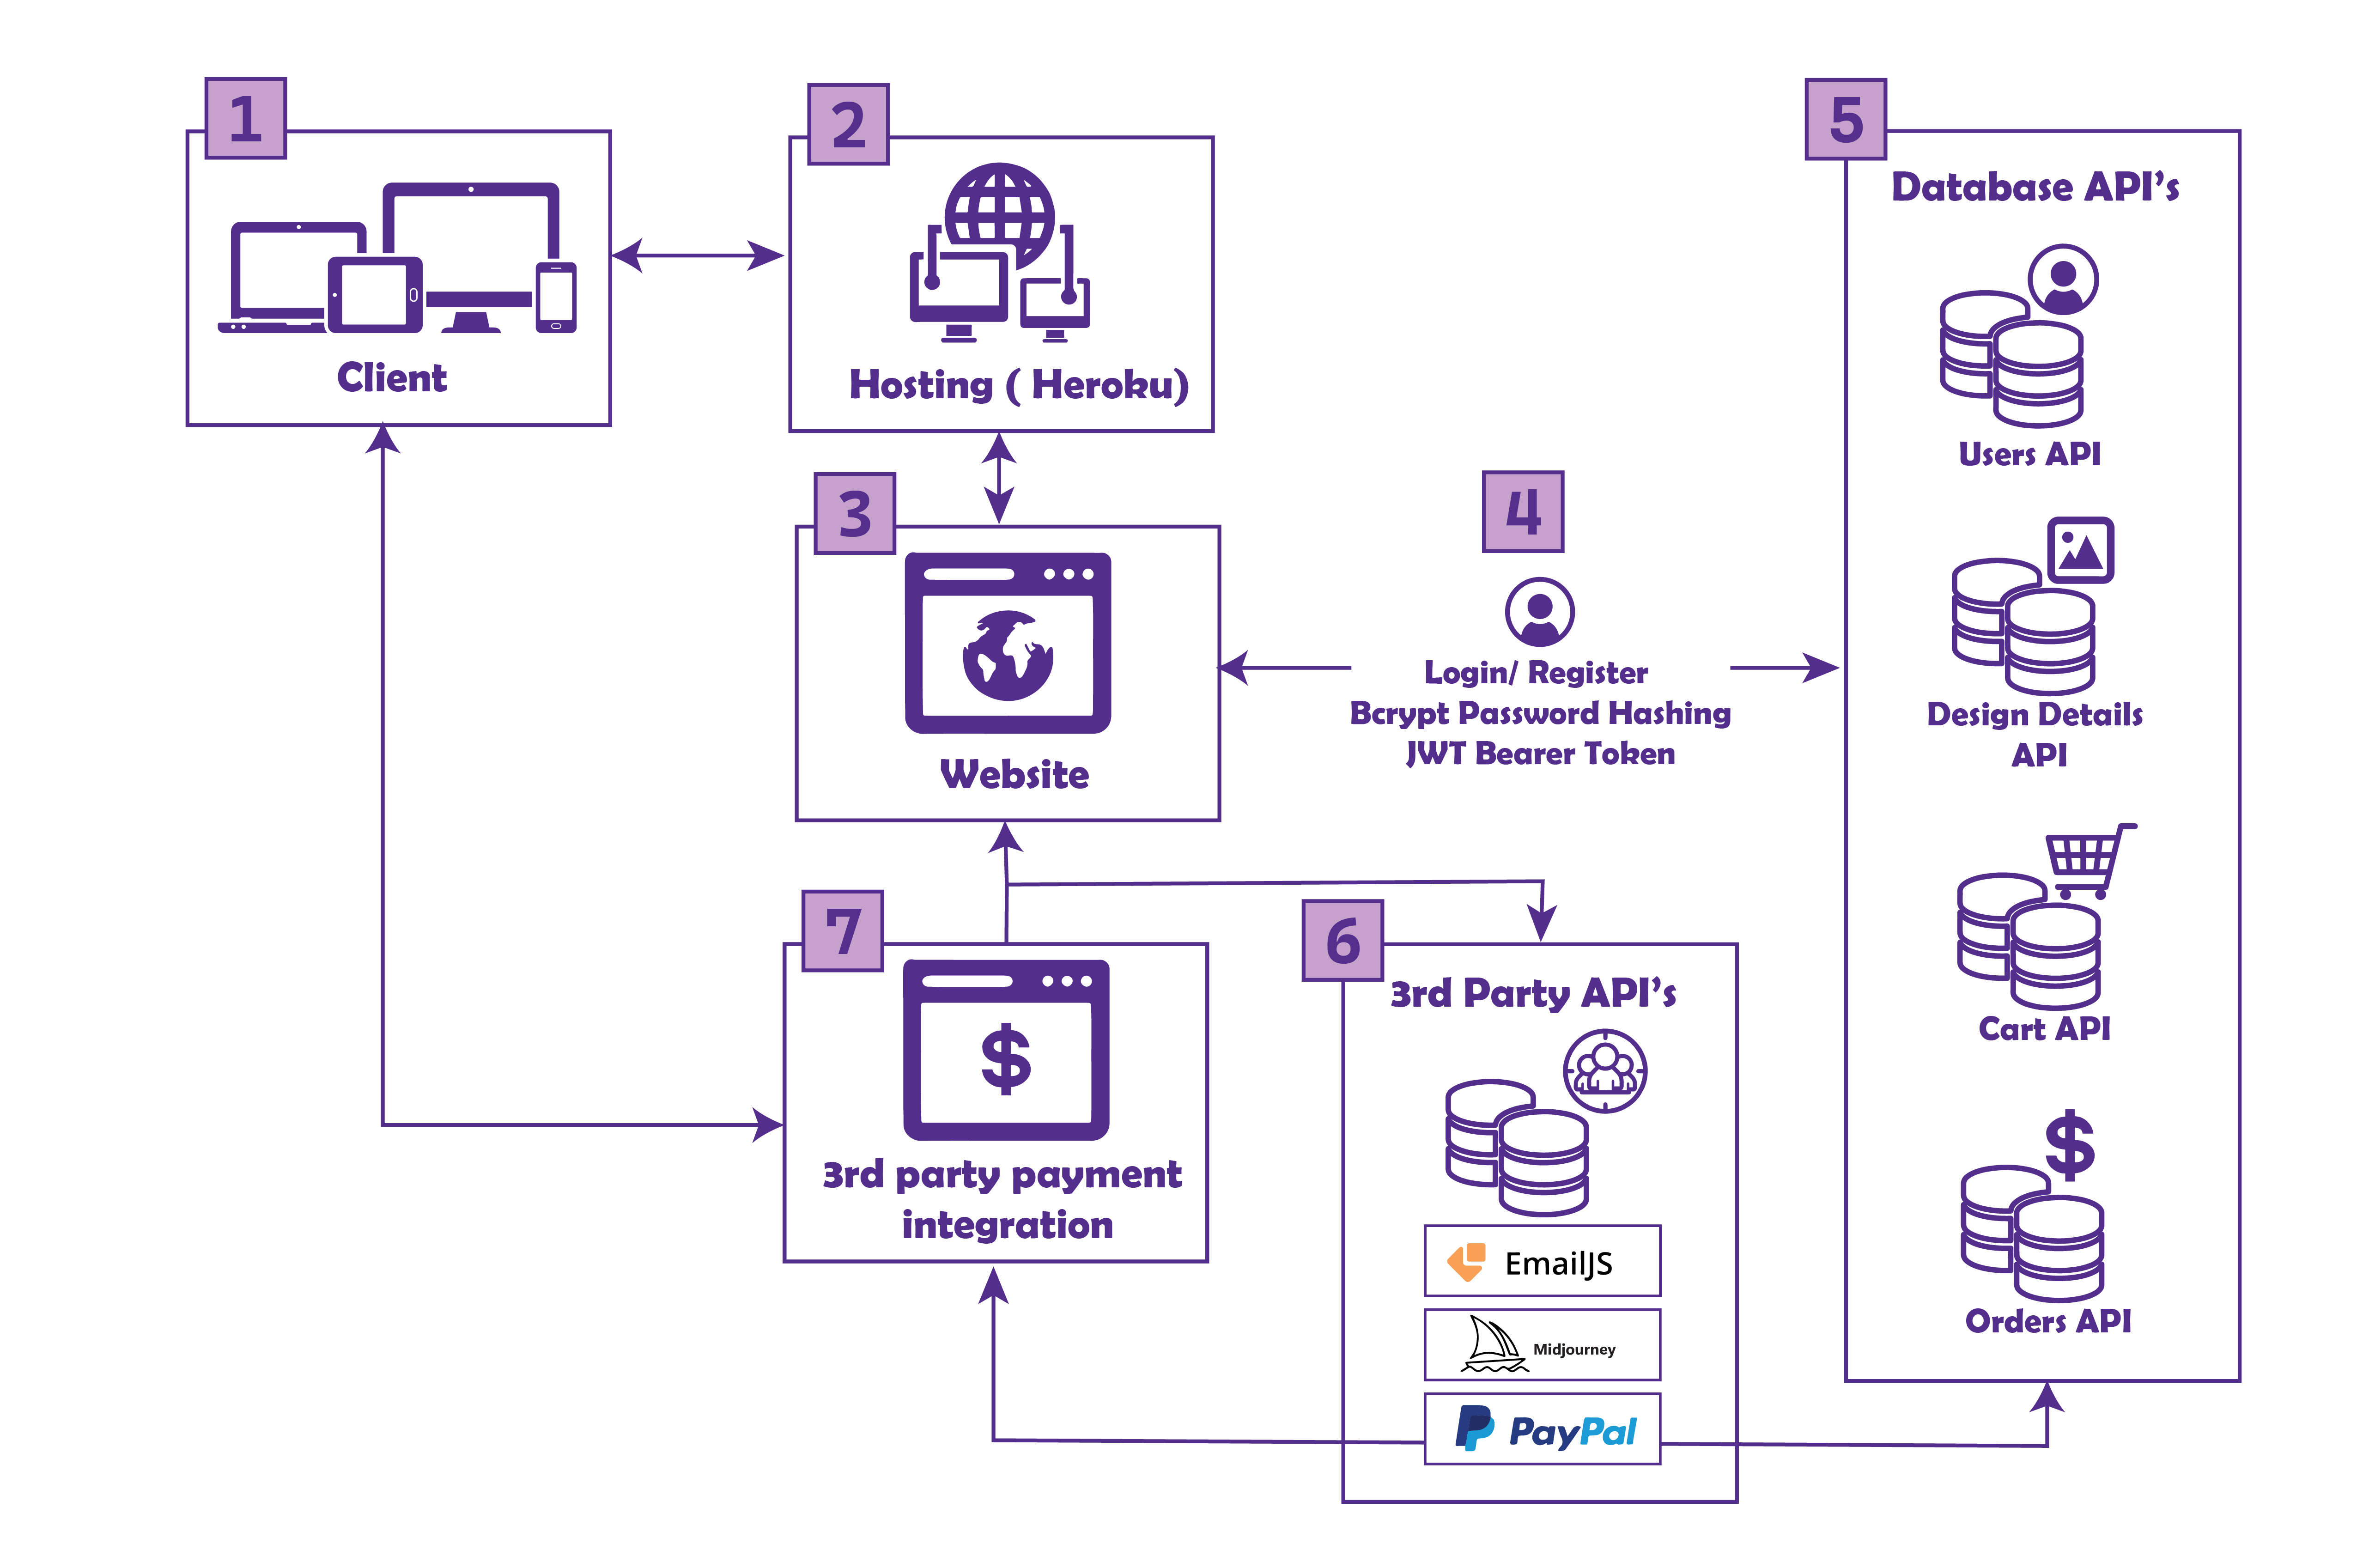 1
Client
2
Hosting ( Heroku)
3
Website
4
Login/ Register
Bcrypt Password Hashing
JWT Bearer Token
5
Database API's
Users API
Design Details
API
Cart API
Orders API
6
3rd Party API's
EmailJS
Midjourney
PayPal
7
3rd party payment
integration